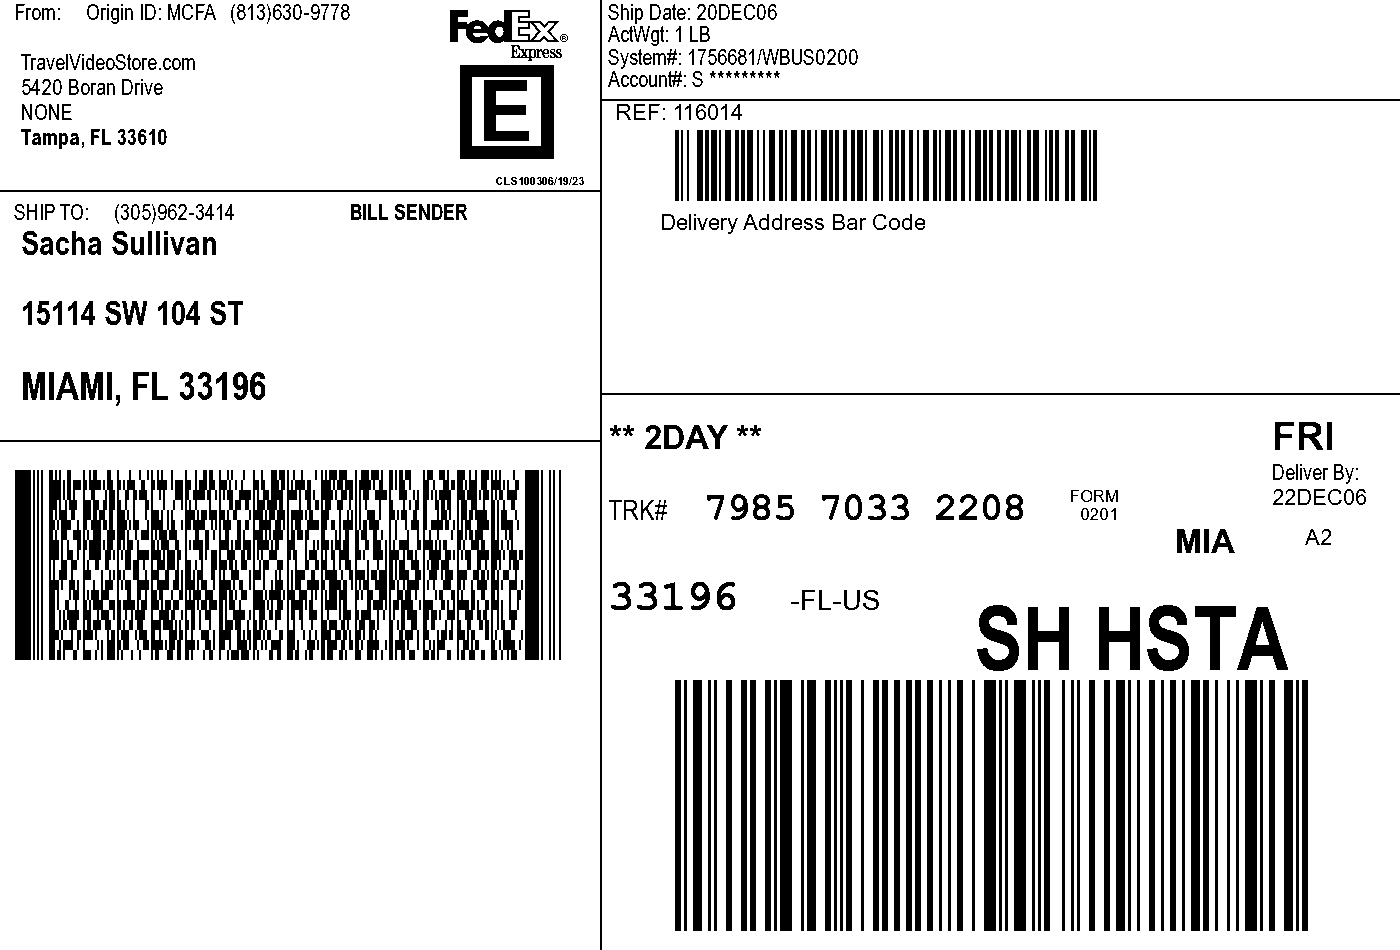 From: Origin ID: MCFA (813)630-9778
TravelVideoStore.com
5420 Boran Drive
NONE
Tampa, FL 33610
FedEx®
Express
E
CLS100306/19/23
Ship Date: 20DEC06
ActWgt: 1 LB
System#: 1756681/WBUS0200
Account#: S *********
REF: 116014
Delivery Address Bar Code
SHIP TO: (305)962-3414 BILL SENDER
Sacha Sullivan
15114 SW 104 ST
MIAMI, FL 33196
** 2DAY **
FRI
Deliver By:
22DEC06
TRK# 7985 7033 2208 FORM
0201
MIA A2
33196 -FL-US
SH HSTA